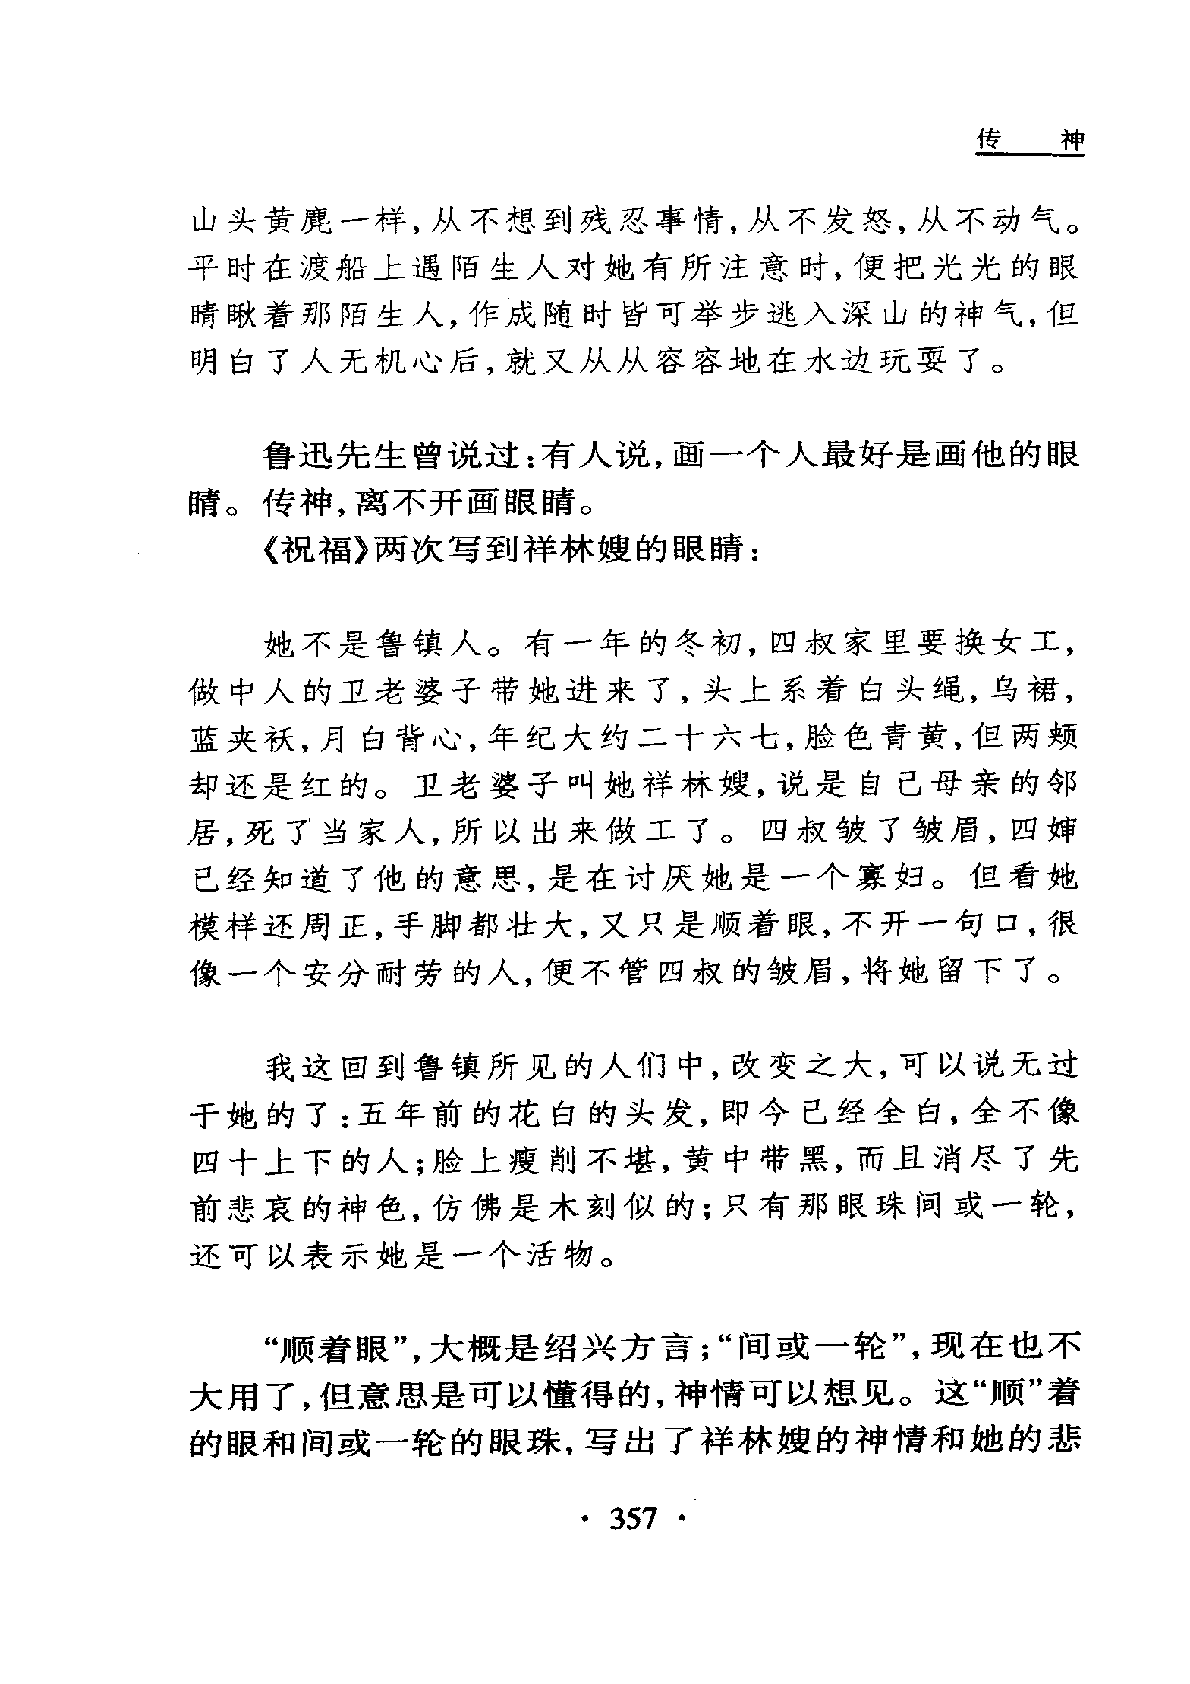 传　　神
山头黄麂一样，从不想到残忍事情，从不发怒，从不动气。
平时在渡船上遇陌生人对她有所注意时，便把光光的眼
睛瞅着那陌生人，作成随时皆可举步逃入深山的神气，但
明白了人无机心后，就又从从容容地在水边玩耍了。
鲁迅先生曾说过：有人说，画一个人最好是画他的眼
睛。传神，离不开画眼睛。
《祝福》两次写到祥林嫂的眼睛：
她不是鲁镇人。有一年的冬初，四叔家里要换女工，
做中人的卫老婆子带她进来了，头上系着白头绳，乌裙，
蓝夹袄，月白背心，年纪大约二十六七，脸色青黄，但两颊
却还是红的。卫老婆子叫她祥林嫂，说是自己母亲的邻
居，死了当家人，所以出来做工了。四叔皱了皱眉，四婶
已经知道了他的意思，是在讨厌她是一个寡妇。但看她
模样还周正，手脚都壮大，又只是顺着眼，不开一句口，很
像一个安分耐劳的人，便不管四叔的皱眉，将她留下了。
我这回到鲁镇所见的人们中，改变之大，可以说无过
于她的了：五年前的花白的头发，即今已经全白，全不像
四十上下的人；脸上瘦削不堪，黄中带黑，而且消尽了先
前悲哀的神色，仿佛是木刻似的；只有那眼珠间或一轮，
还可以表示她是一个活物。
“顺着眼”，大概是绍兴方言；“间或一轮”，现在也不
大用了，但意思是可以懂得的，神情可以想见。这“顺”着
的眼和间或一轮的眼珠，写出了祥林嫂的神情和她的悲
· 357 ·